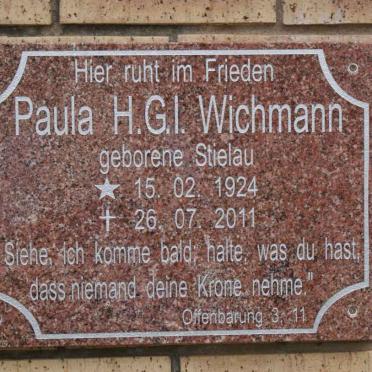 Hier ruht im Frieden
Paula H.G.I. Wichmann
geborene Stielau
★ 15. 02. 1924
✝ 26. 07. 2011
Siehe, ich komme bald; halte, was du hast,
dass niemand deine Krone nehme."
Offenbarung 3, 11